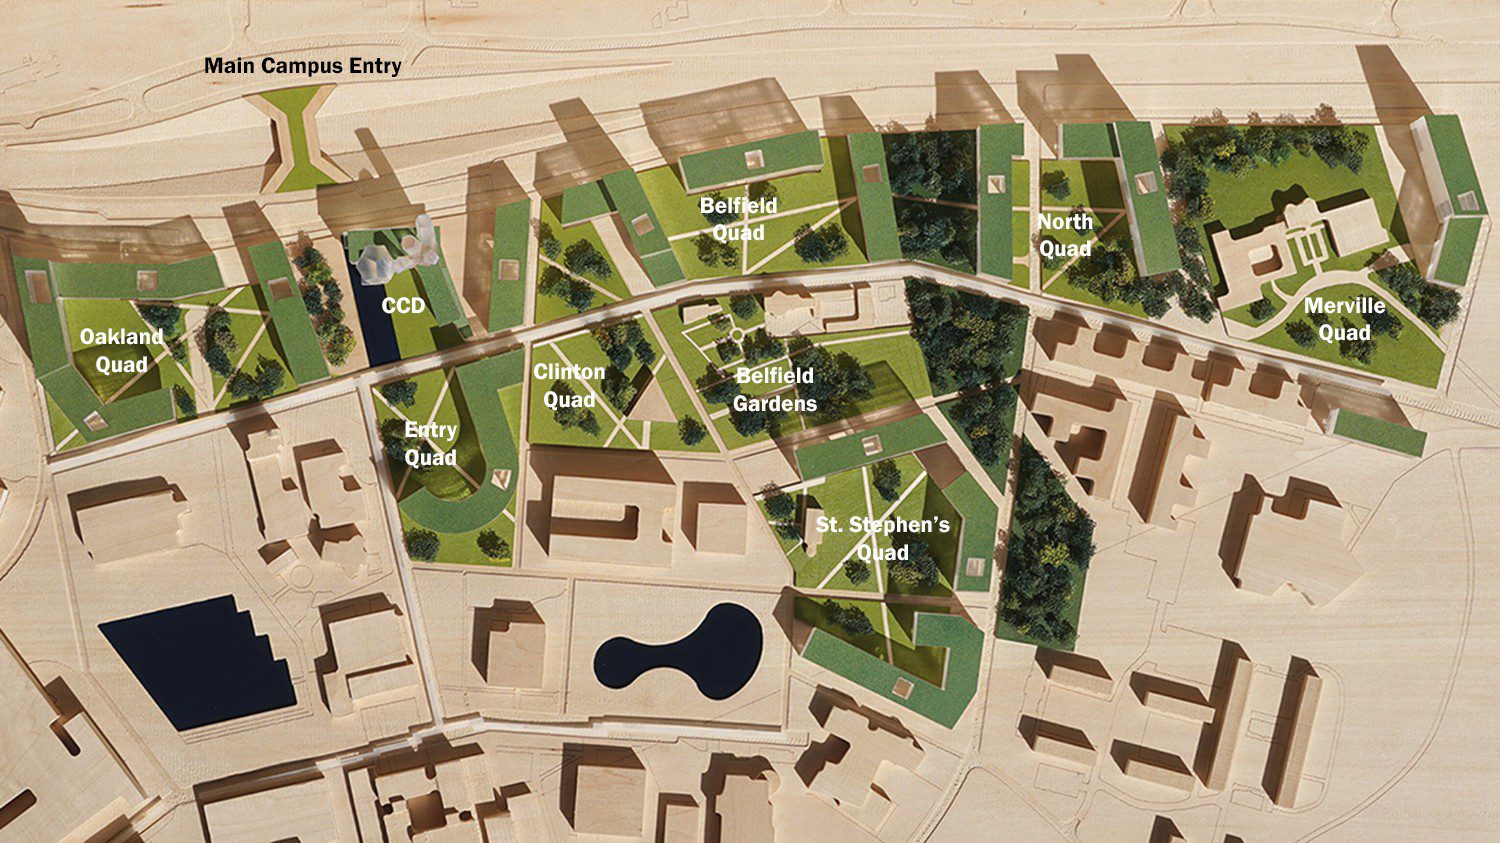 Main Campus Entry
Belfield
Quad
North
Quad
CCD
Merville
Quad
Oakland
Quad
Clinton
Quad
Belfield
Gardens
Entry
Quad
St. Stephen's
Quad